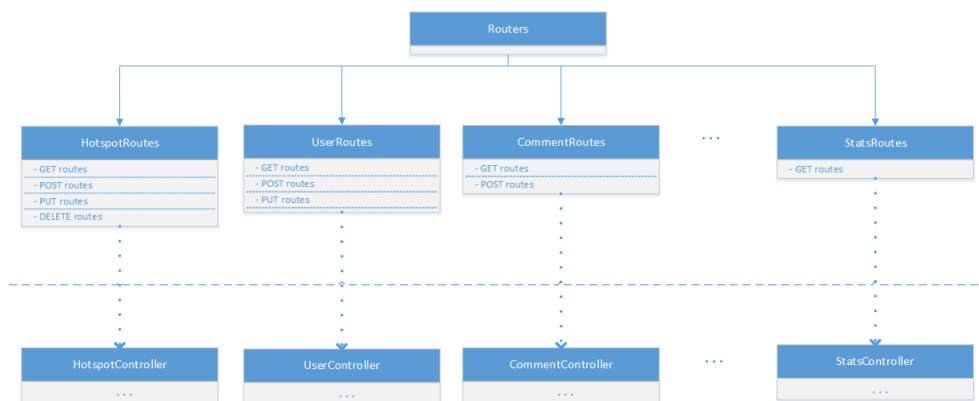 Routers
HotspotRoutes
- GET routes
- POST routes
- PUT routes
- DELETE routes
UserRoutes
- GET routes
- POST routes
- PUT routes
CommentRoutes
- GET routes
- POST routes
...
StatsRoutes
- GET routes
HotspotController
...
UserController
...
CommentController
...
...
StatsController
...